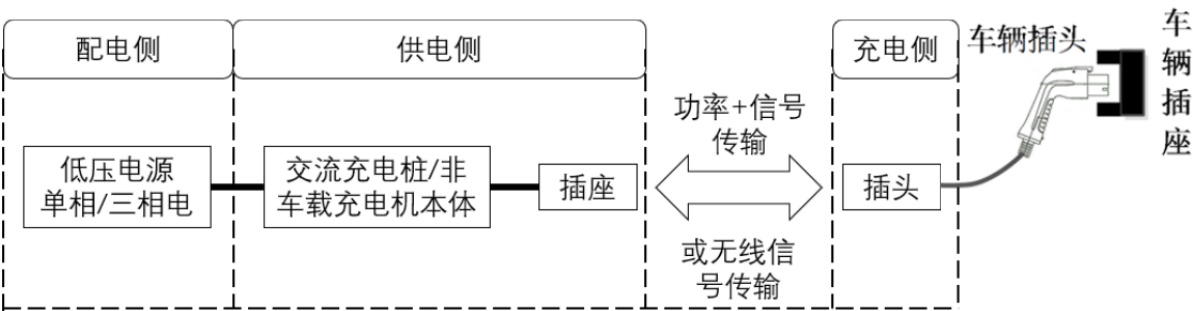 配电侧
供电侧
充电侧
车辆插头
车辆插座
功率+信号
传输
低压电源
单相/三相电
交流充电桩/非
车载充电机本体
插座
插头
或无线信
号传输